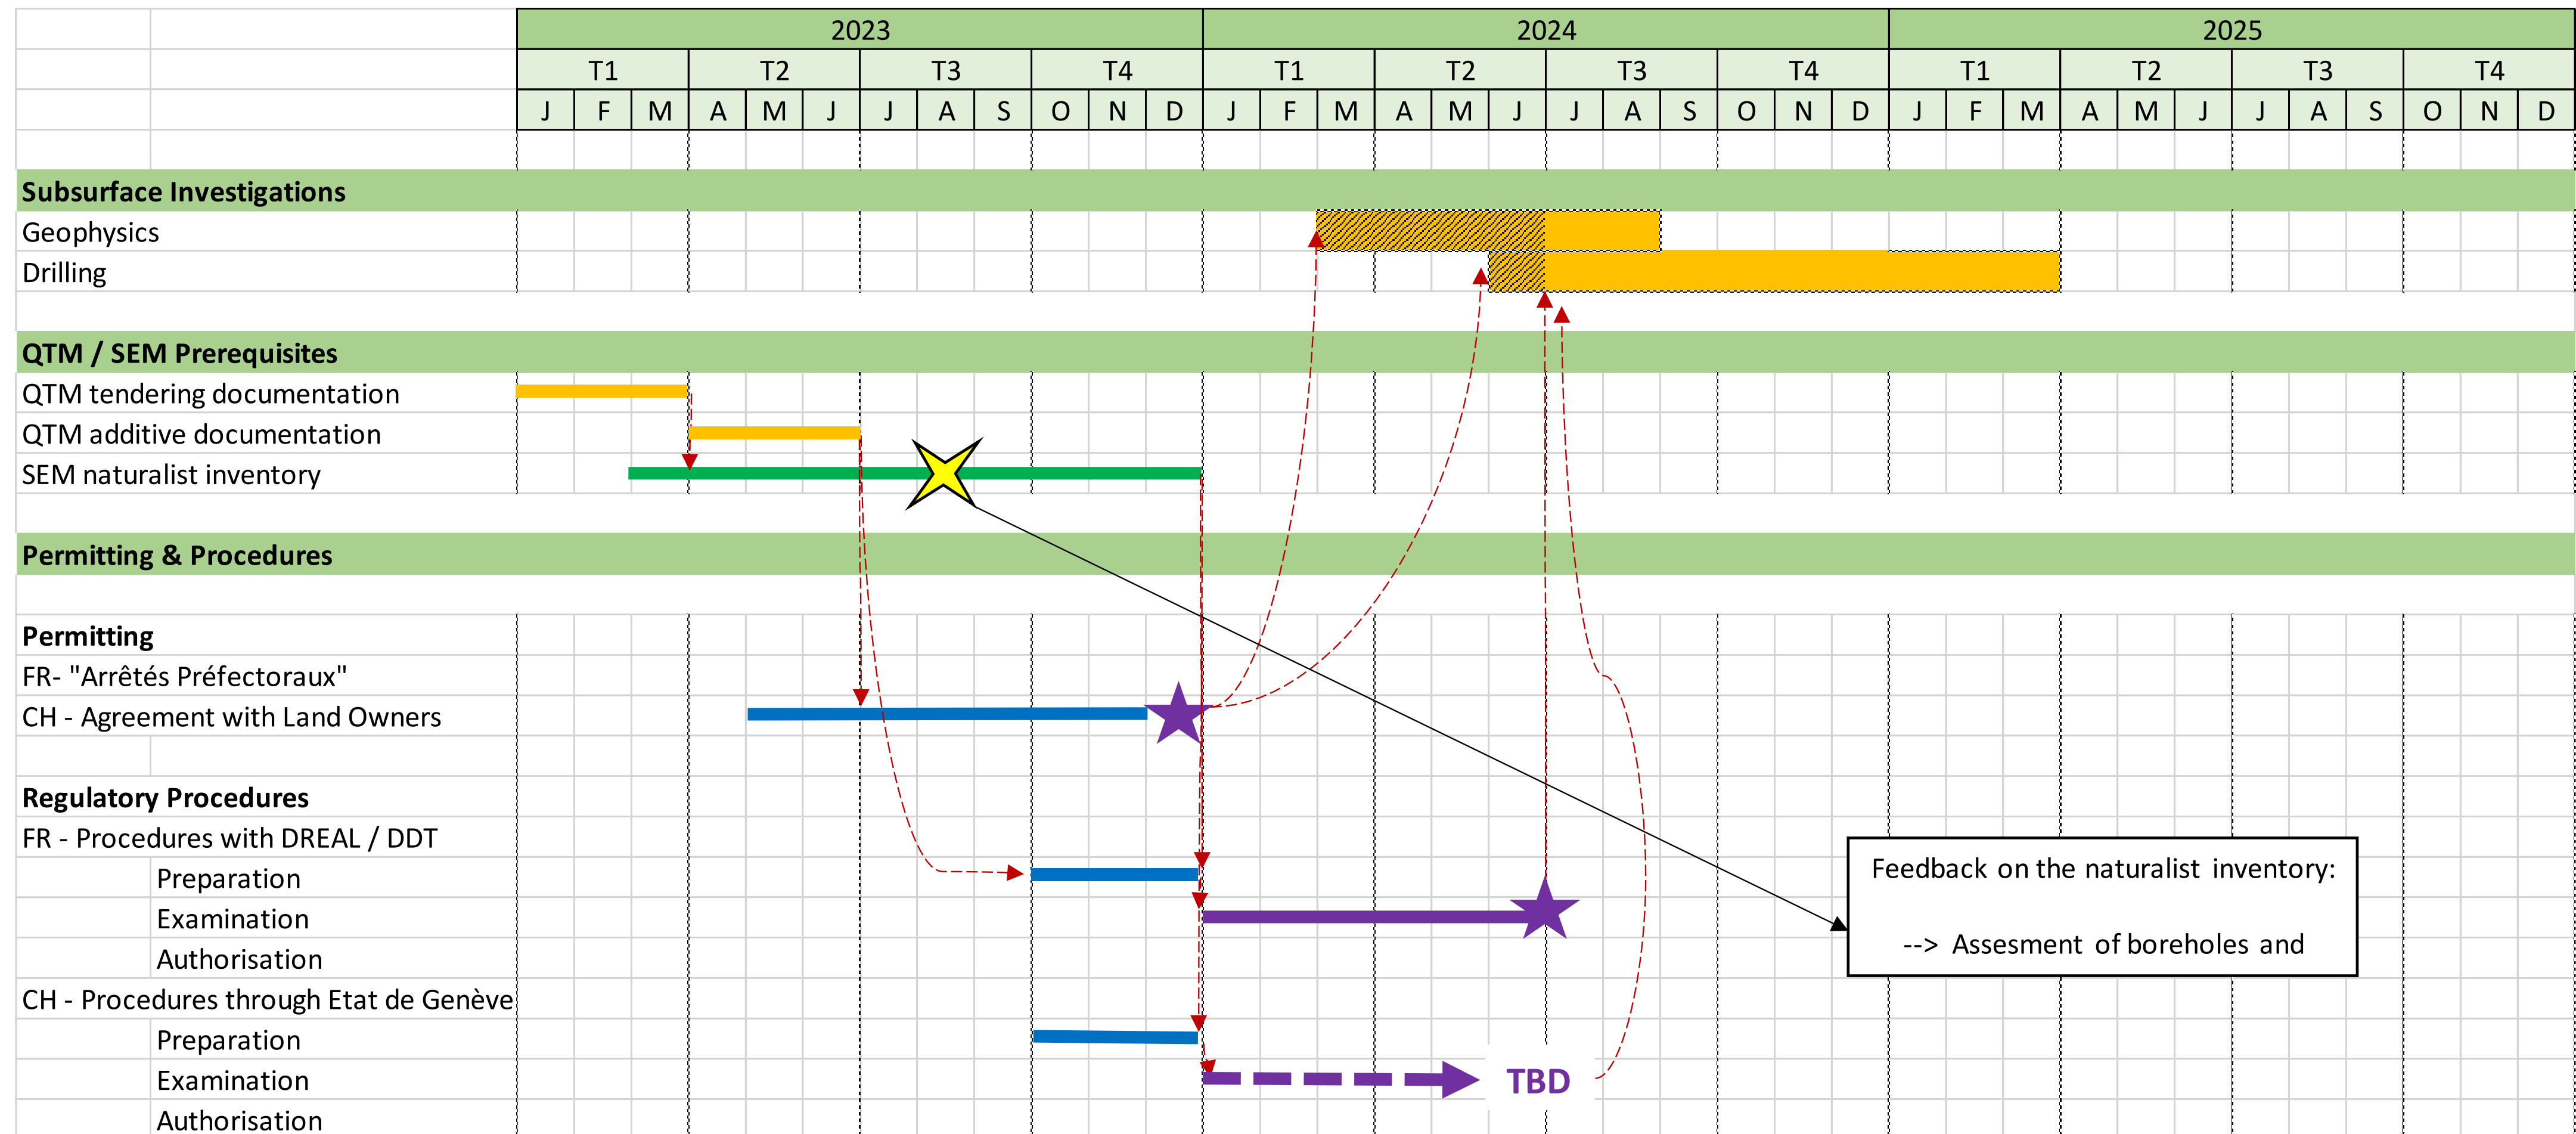 2023 2024 2025
T1 T2 T3 T4 T1 T2 T3 T4 T1 T2 T3 T4
J F M A M J J A S O N D J F M A M J J A S O N D J F M A M J J A S O N D
Subsurface Investigations
Geophysics
Drilling
QTM / SEM Prerequisites
QTM tendering documentation
QTM additive documentation
SEM naturalist inventory
Permitting & Procedures
Permitting
FR- "Arrêtés Préfectoraux"
CH - Agreement with Land Owners
Regulatory Procedures
FR - Procedures with DREAL / DDT
Preparation
Examination
Authorisation
CH - Procedures through Etat de Genève
Preparation
Examination
Authorisation
TBD
Feedback on the naturalist inventory:
--> Assesment of boreholes and